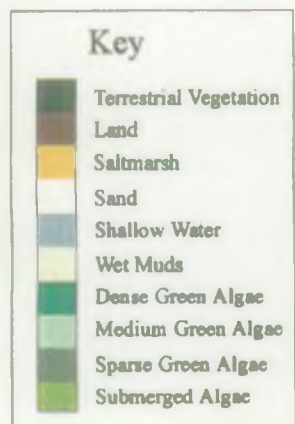 Key
Terrestrial Vegetation
Land
Saltmarsh
Sand
Shallow Water
Wet Muds
Dense Green Algae
Medium Green Algae
Sparse Green Algae
Submerged Algae